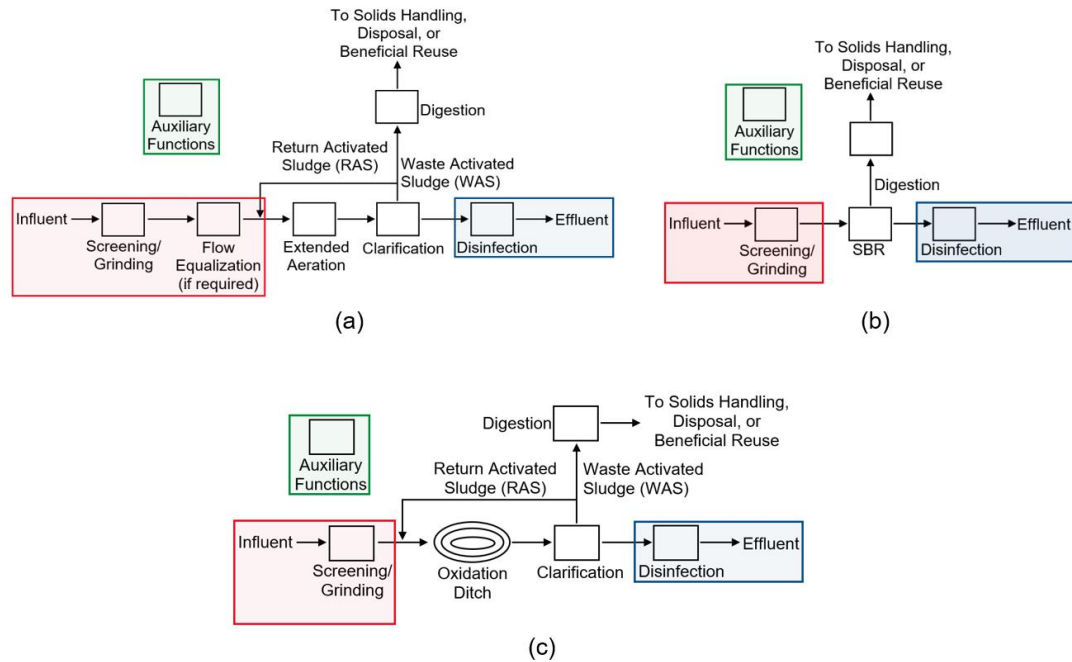 To Solids Handling,
Disposal, or
Beneficial Reuse
Digestion
Auxiliary
Functions
Return Activated
Sludge (RAS)
Waste Activated
Sludge (WAS)
Influent
Screening/
Grinding
Flow
Equalization
(if required)
Extended
Aeration
Clarification
Disinfection
Effluent
(a)
To Solids Handling,
Disposal, or
Beneficial Reuse
Auxiliary
Functions
Digestion
Influent
Screening/
Grinding
SBR
Disinfection
Effluent
(b)
Digestion
To Solids Handling,
Disposal, or
Beneficial Reuse
Auxiliary
Functions
Return Activated
Sludge (RAS)
Waste Activated
Sludge (WAS)
Influent
Screening/
Grinding
Oxidation
Ditch
Clarification
Disinfection
Effluent
(c)